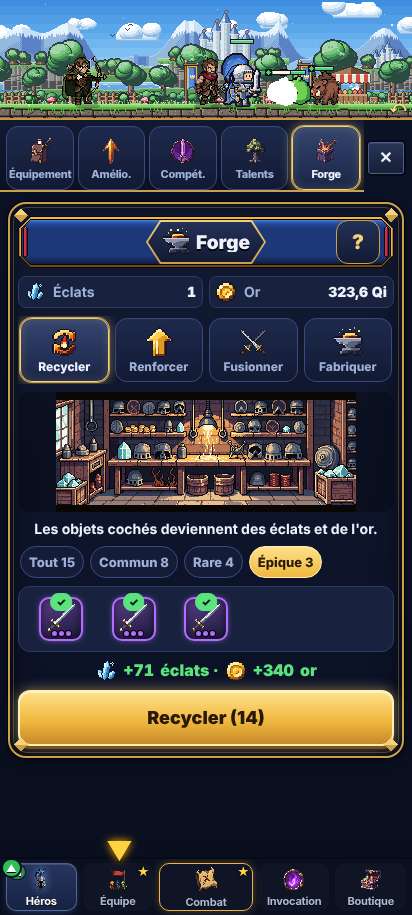 Équipement
Amélio.
Compét.
Talents
Forge
×
Forge
?
Éclats 1
Or 323,6 Qi
Recycler
Renforcer
Fusionner
Fabriquer
Les objets cochés deviennent des éclats et de l'or.
Tout 15
Commun 8
Rare 4
Épique 3
+71 éclats · +340 or
Recycler (14)
Héros
Équipe
Combat
Invocation
Boutique